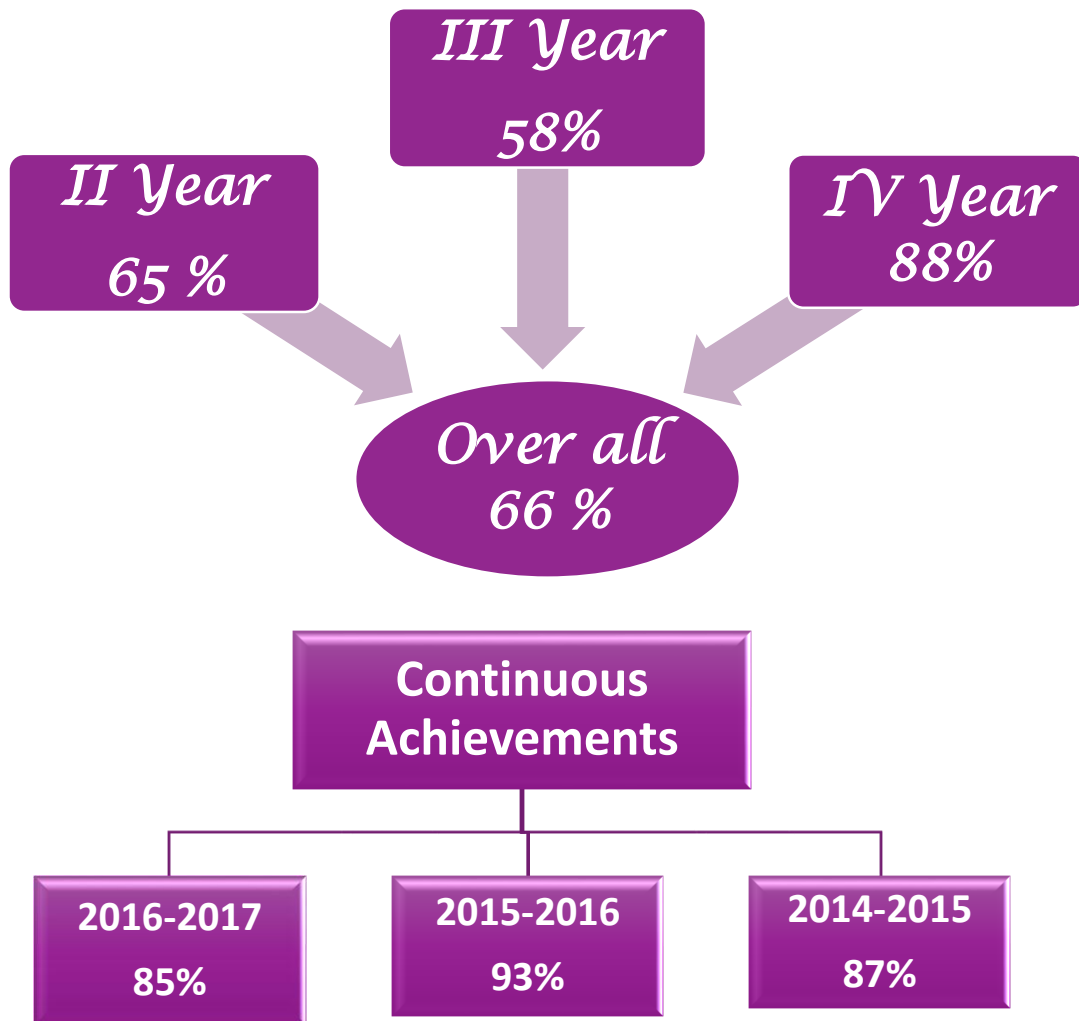 III Year
58%
II Year
65 %
IV Year
88%
Over all
66 %
Continuous
Achievements
2016-2017
85%
2015-2016
93%
2014-2015
87%